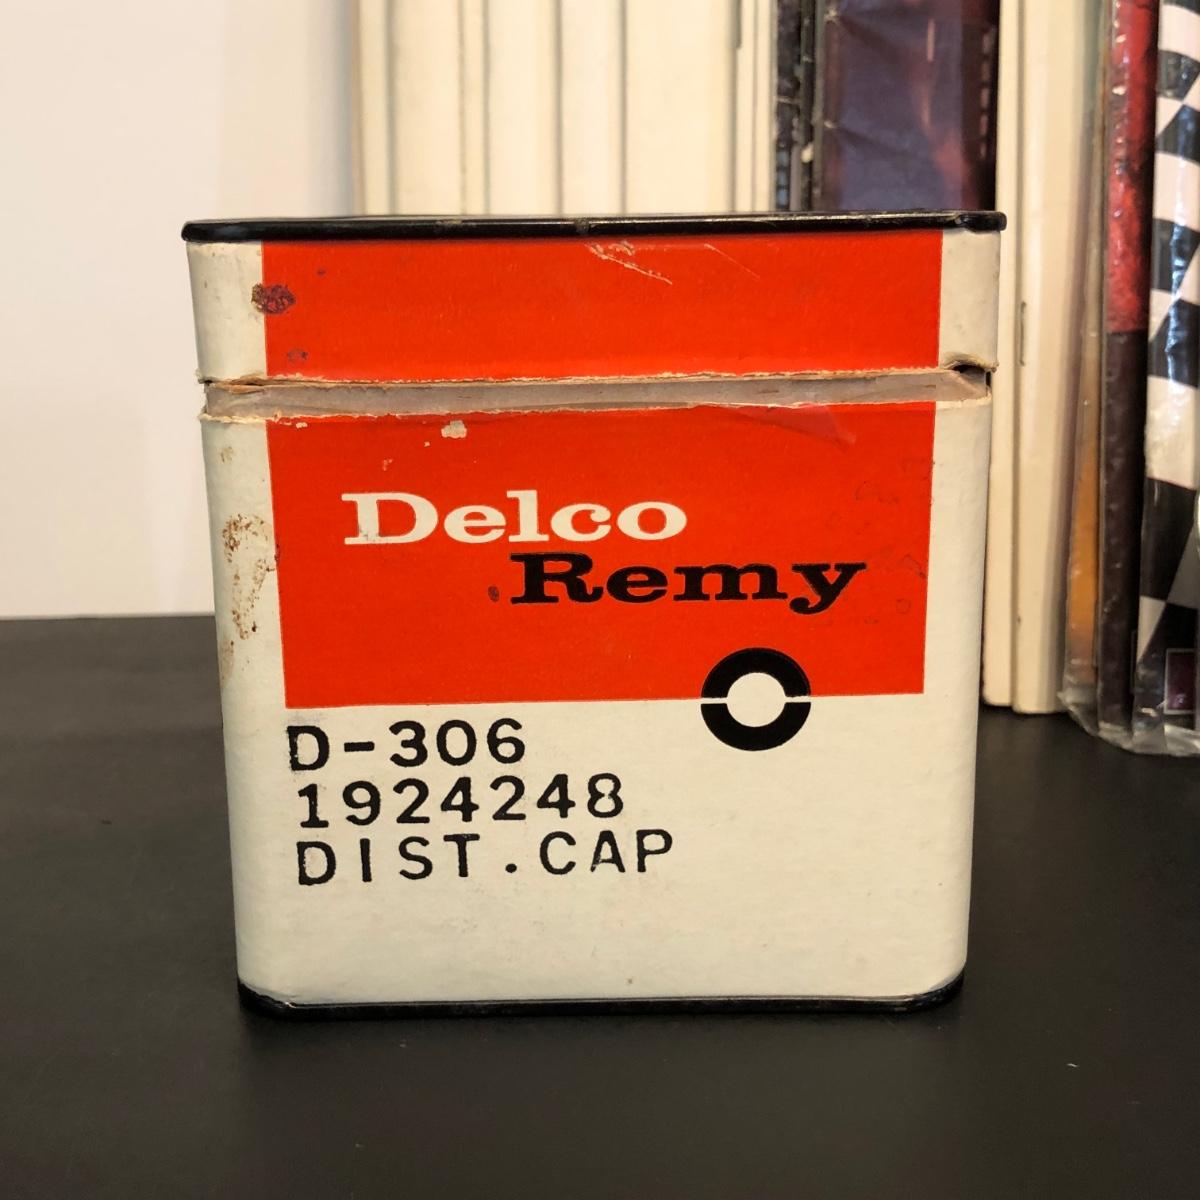 Delco
Remy
D-306
1924248
DIST.CAP